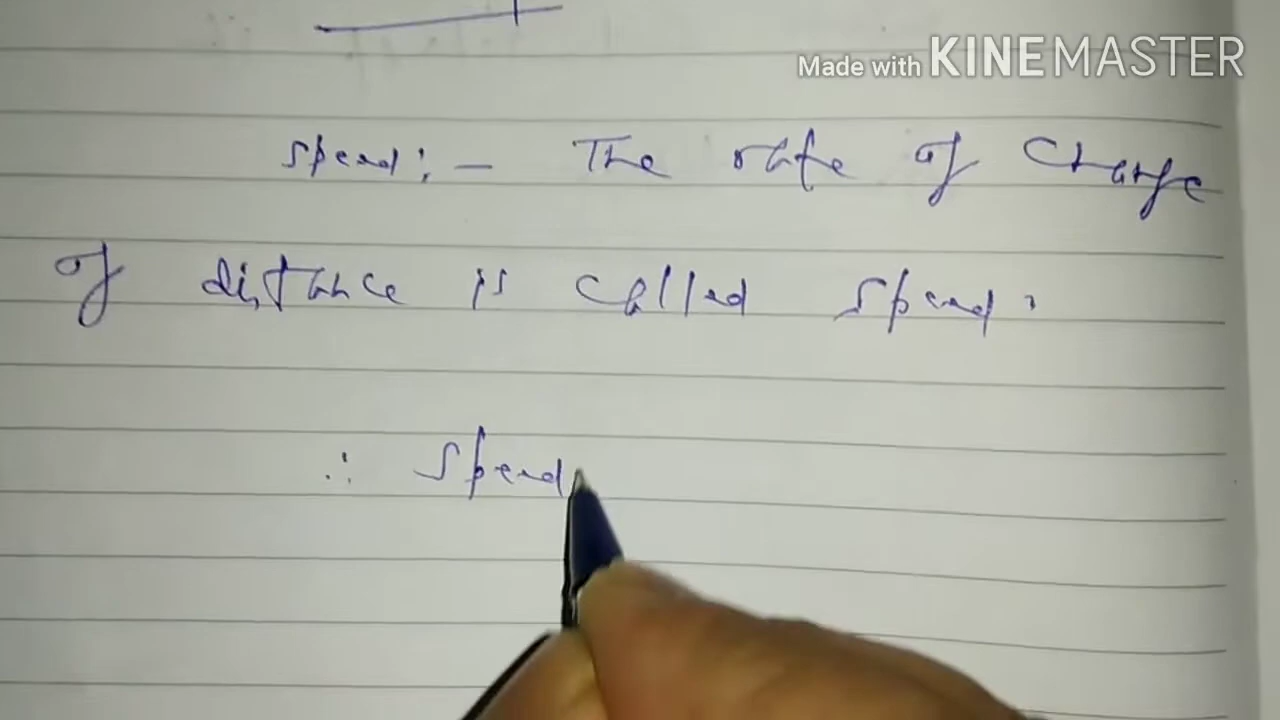 Made with KINEMASTER
Speed :- The rate of change
of distance is called speed.
∴ Speed